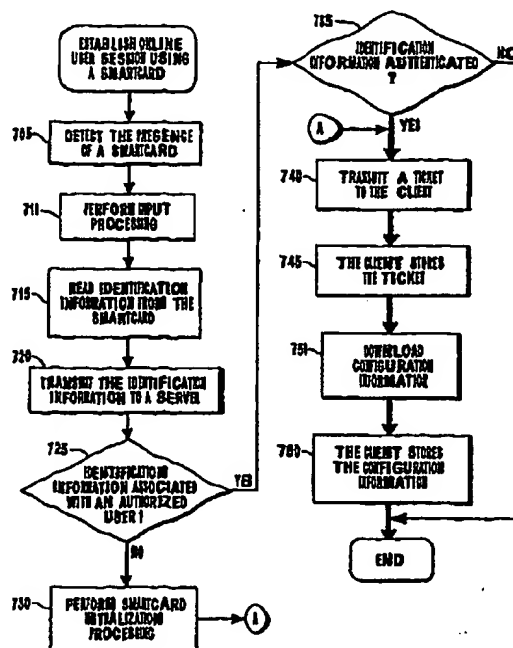 ESTABLISH ONLINE
USER SESSION USING
A SMARTCARD
705
DETECT THE PRESENCE
OF A SMARTCARD
711
PERFORM INPUT
PROCESSING
715
READ IDENTIFICATION
INFORMATION FROM THE
SMARTCARD
720
TRANSMIT THE IDENTIFICATION
INFORMATION TO A SERVER
725
IDENTIFICATION
INFORMATION ASSOCIATED
WITH AN AUTHORIZED
USER?
YES
NO
730
PERFORM SMARTCARD
INITIALIZATION
PROCESSING
A
735
IDENTIFICATION
INFORMATION AUTHENTICATED
?
NO
A
YES
740
TRANSMIT A TICKET
TO THE CLIENT
745
THE CLIENT STORES
THE TICKET
751
DOWNLOAD
CONFIGURATION
INFORMATION
760
THE CLIENT STORES
THE CONFIGURATION
INFORMATION
END